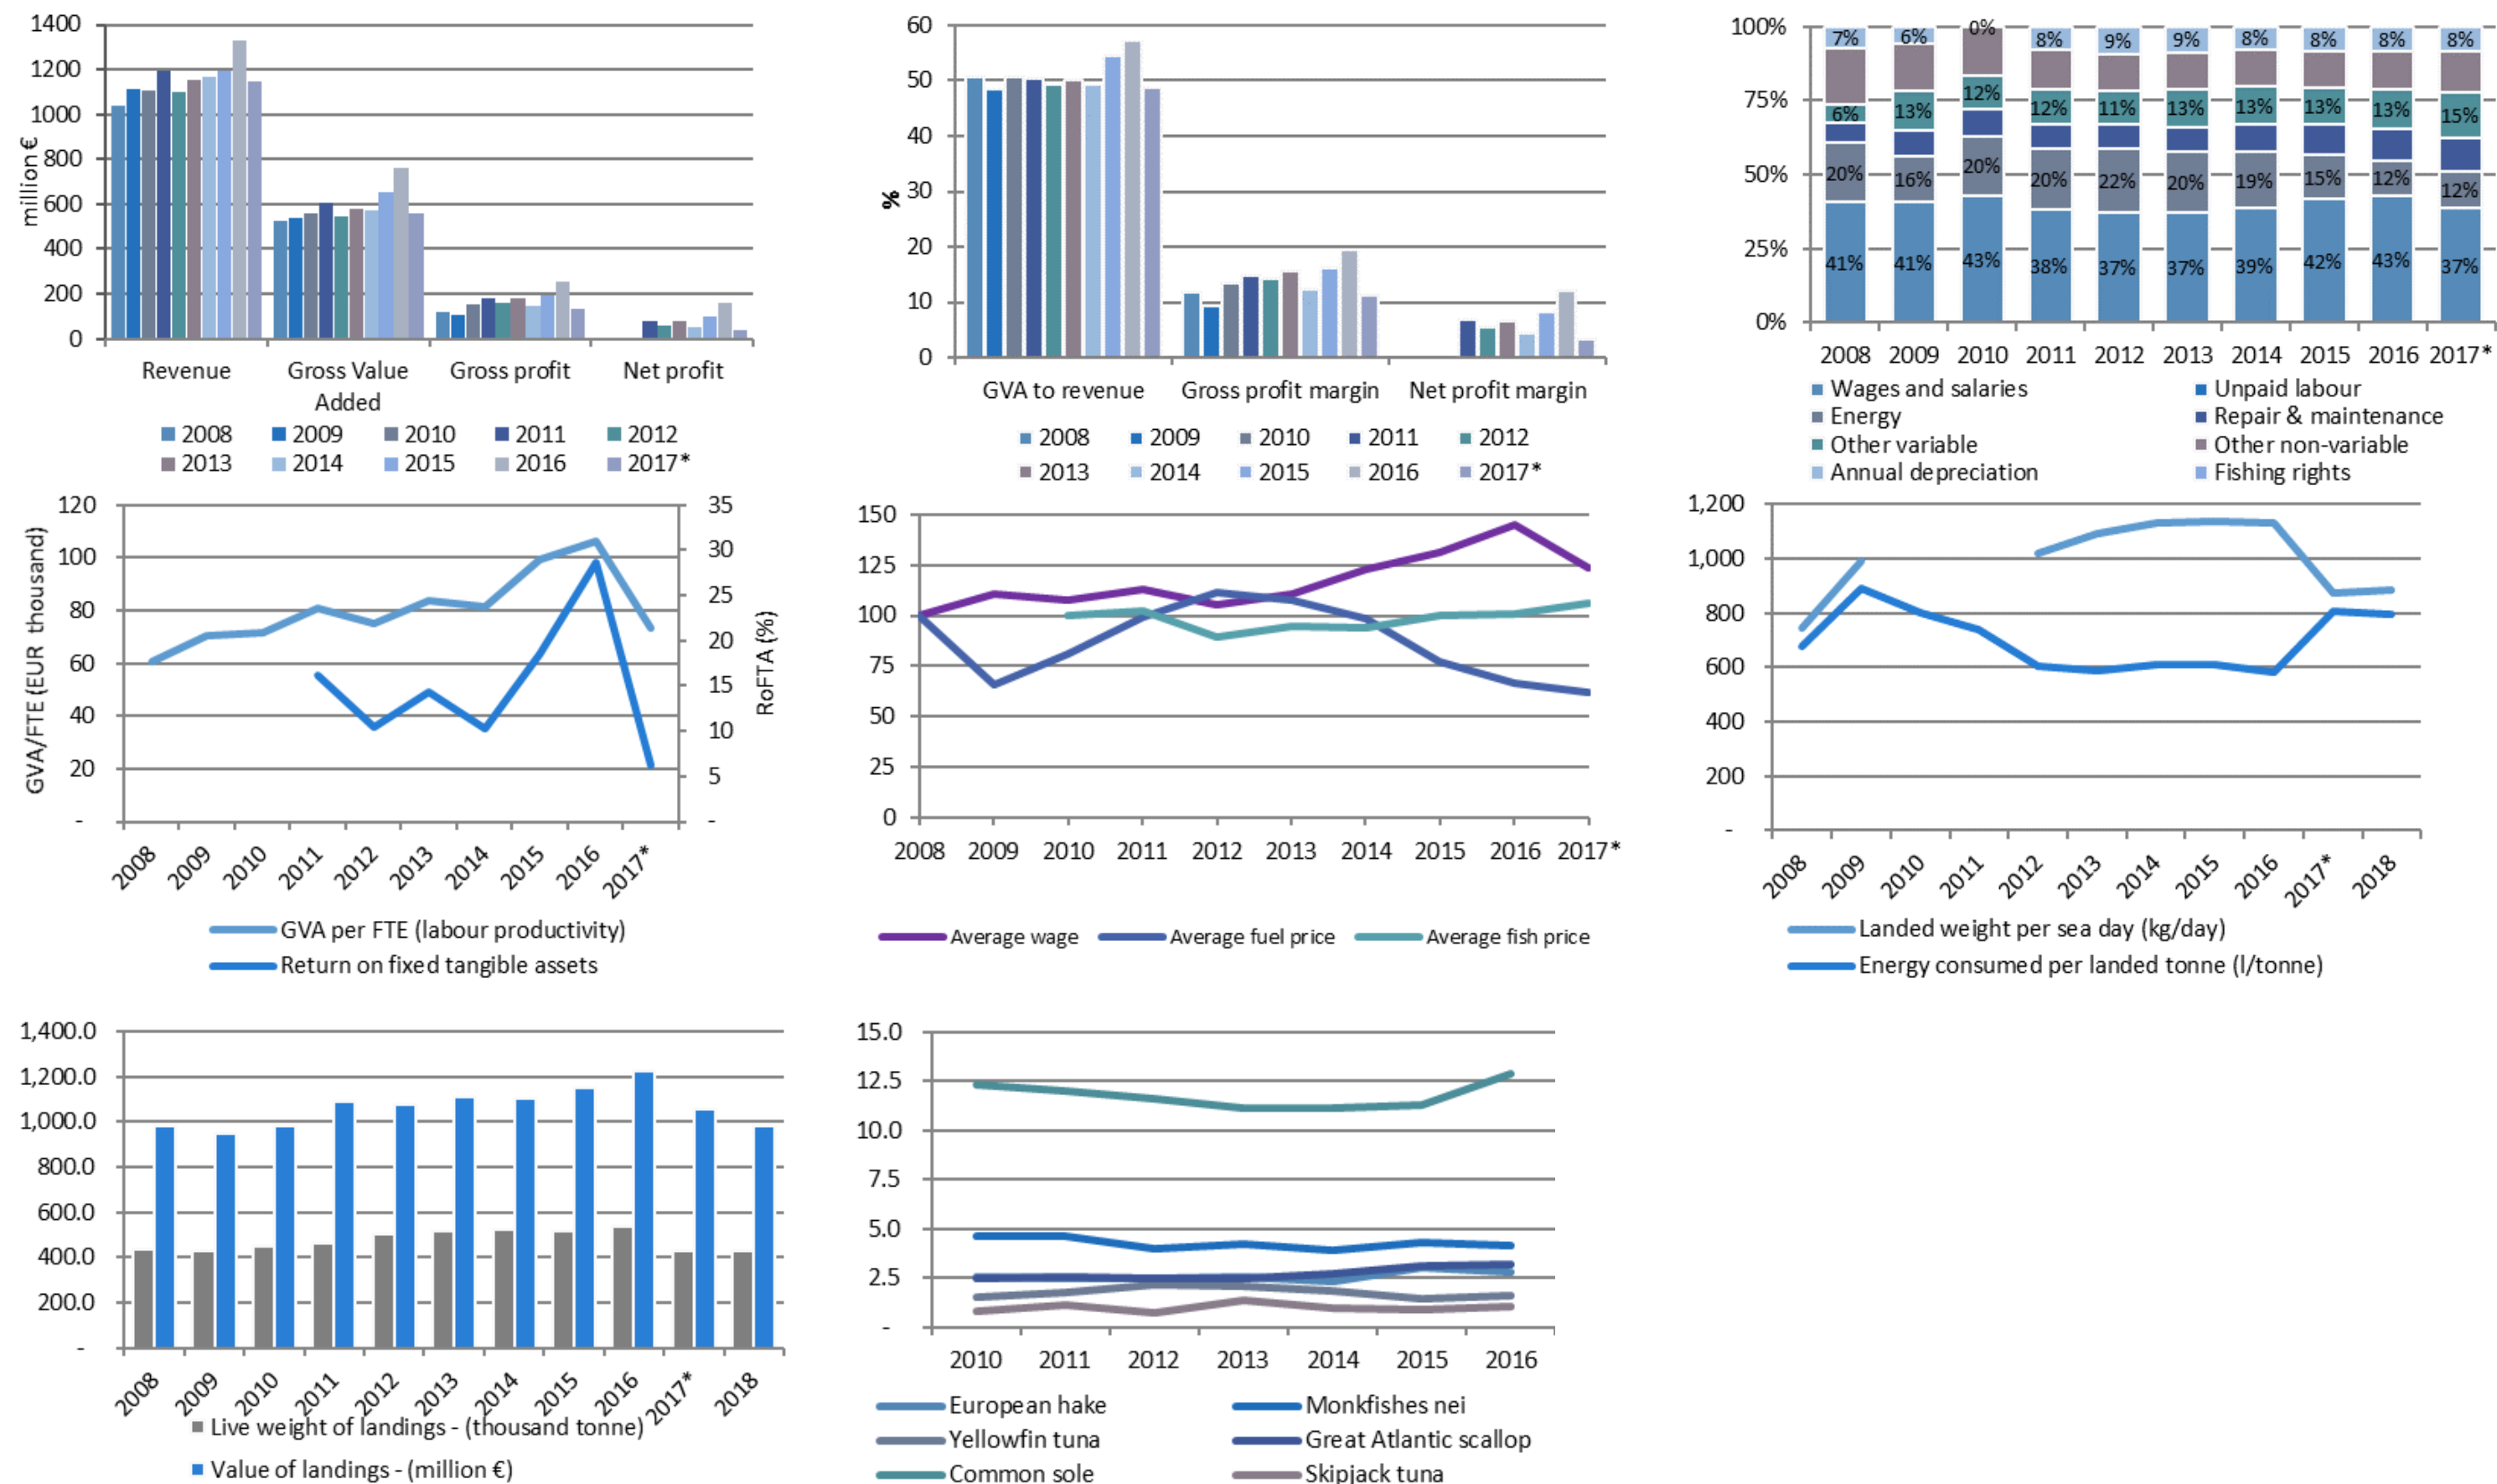 1400
1200
1000
800
600
400
200
0
million €
Revenue Gross Value Added Gross profit Net profit
2008 2009 2010 2011 2012
2013 2014 2015 2016 2017*
60
50
40
30
20
10
0
%
GVA to revenue Gross profit margin Net profit margin
2008 2009 2010 2011 2012
2013 2014 2015 2016 2017*
100%
75%
50%
25%
0%
7% 6% 0% 8% 9% 9% 8% 8% 8% 8%
6% 13% 12% 12% 11% 13% 13% 13% 13% 15%
20% 16% 20% 20% 22% 20% 19% 15% 12% 12%
41% 41% 43% 38% 37% 37% 39% 42% 43% 37%
2008 2009 2010 2011 2012 2013 2014 2015 2016 2017*
Wages and salaries Unpaid labour
Energy Repair & maintenance
Other variable Other non-variable
Annual depreciation Fishing rights
120
100
80
60
40
20
-
GVA/FTE (EUR thousand)
35
30
25
20
15
10
5
-
RoFTA (%)
2008 2009 2010 2011 2012 2013 2014 2015 2016 2017*
GVA per FTE (labour productivity)
Return on fixed tangible assets
150
125
100
75
50
25
0
2008 2009 2010 2011 2012 2013 2014 2015 2016 2017*
Average wage Average fuel price Average fish price
1,200
1,000
800
600
400
200
-
2008 2009 2010 2011 2012 2013 2014 2015 2016 2017* 2018
Landed weight per sea day (kg/day)
Energy consumed per landed tonne (l/tonne)
1,400.0
1,200.0
1,000.0
800.0
600.0
400.0
200.0
-
2008 2009 2010 2011 2012 2013 2014 2015 2016 2017* 2018
Live weight of landings - (thousand tonne)
Value of landings - (million €)
15.0
12.5
10.0
7.5
5.0
2.5
-
2010 2011 2012 2013 2014 2015 2016
European hake Monkfishes nei
Yellowfin tuna Great Atlantic scallop
Common sole Skipjack tuna